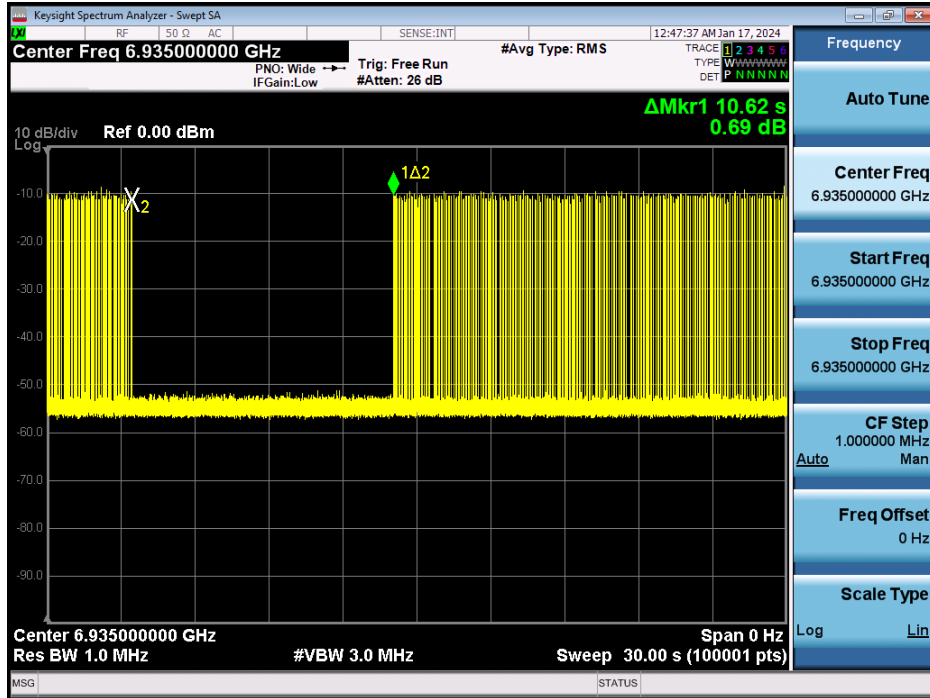 Keysight Spectrum Analyzer - Swept SA
LXI RF 50 Ω AC SENSE:INT 12:47:37 AM Jan 17, 2024
Center Freq 6.935000000 GHz
#Avg Type: RMS
TRACE 1 2 3 4 5 6
PNO: Wide Trig: Free Run
TYPE WWWWWW
IFGain:Low #Atten: 26 dB
DET P N N N N N
ΔMkr1 10.62 s
0.69 dB
10 dB/div Ref 0.00 dBm
Log
1Δ2
-10.0
2
-20.0
-30.0
-40.0
-50.0
-60.0
-70.0
-80.0
-90.0
Center 6.935000000 GHz Span 0 Hz
Res BW 1.0 MHz #VBW 3.0 MHz Sweep 30.00 s (100001 pts)
MSG STATUS
Frequency
Auto Tune
Center Freq
6.935000000 GHz
Start Freq
6.935000000 GHz
Stop Freq
6.935000000 GHz
CF Step
1.000000 MHz
Auto Man
Freq Offset
0 Hz
Scale Type
Log Lin